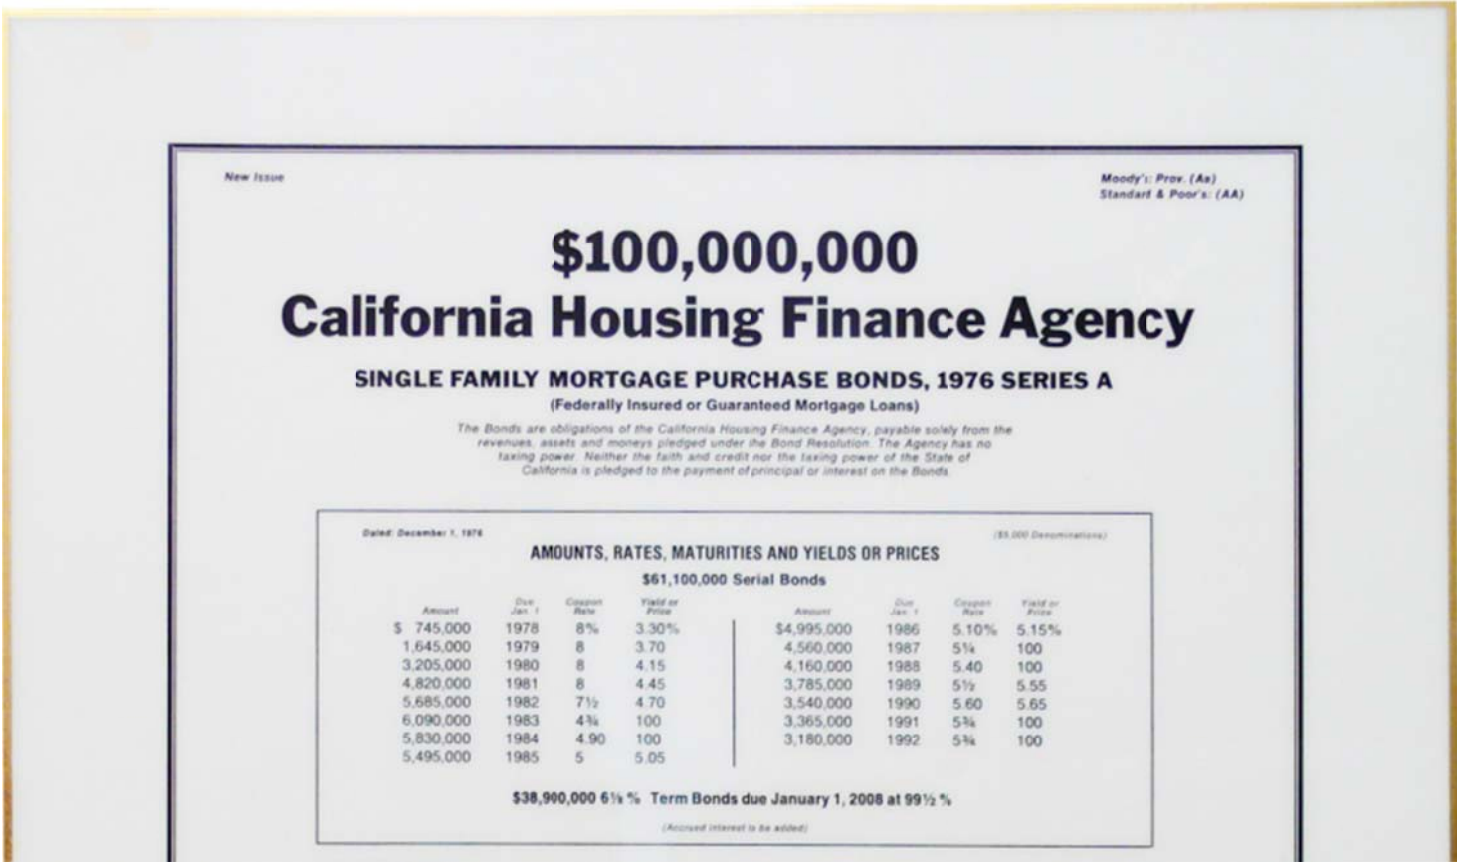 New Issue
Moody's: Prov. (Aa)
Standard & Poor's: (AA)
$100,000,000
California Housing Finance Agency
SINGLE FAMILY MORTGAGE PURCHASE BONDS, 1976 SERIES A
(Federally Insured or Guaranteed Mortgage Loans)
The Bonds are obligations of the California Housing Finance Agency, payable solely from the
revenues, assets and moneys pledged under the Bond Resolution. The Agency has no
taxing power. Neither the faith and credit nor the taxing power of the State of
California is pledged to the payment of principal or interest on the Bonds.
Dated: December 1, 1976 ($5,000 Denominations)
AMOUNTS, RATES, MATURITIES AND YIELDS OR PRICES
$61,100,000 Serial Bonds
Amount Due Jan. 1 Coupon Rate Yield or Price Amount Due Jan. 1 Coupon Rate Yield or Price
$ 745,000 1978 8% 3.30% $4,995,000 1986 5.10% 5.15%
1,645,000 1979 8 3.70 4,560,000 1987 5¼ 100
3,205,000 1980 8 4.15 4,160,000 1988 5.40 100
4,820,000 1981 8 4.45 3,785,000 1989 5½ 5.55
5,685,000 1982 7½ 4.70 3,540,000 1990 5.60 5.65
6,090,000 1983 4¾ 100 3,365,000 1991 5¾ 100
5,830,000 1984 4.90 100 3,180,000 1992 5¾ 100
5,495,000 1985 5 5.05
$38,900,000 6⅛% Term Bonds due January 1, 2008 at 99½%
(Accrued interest to be added)